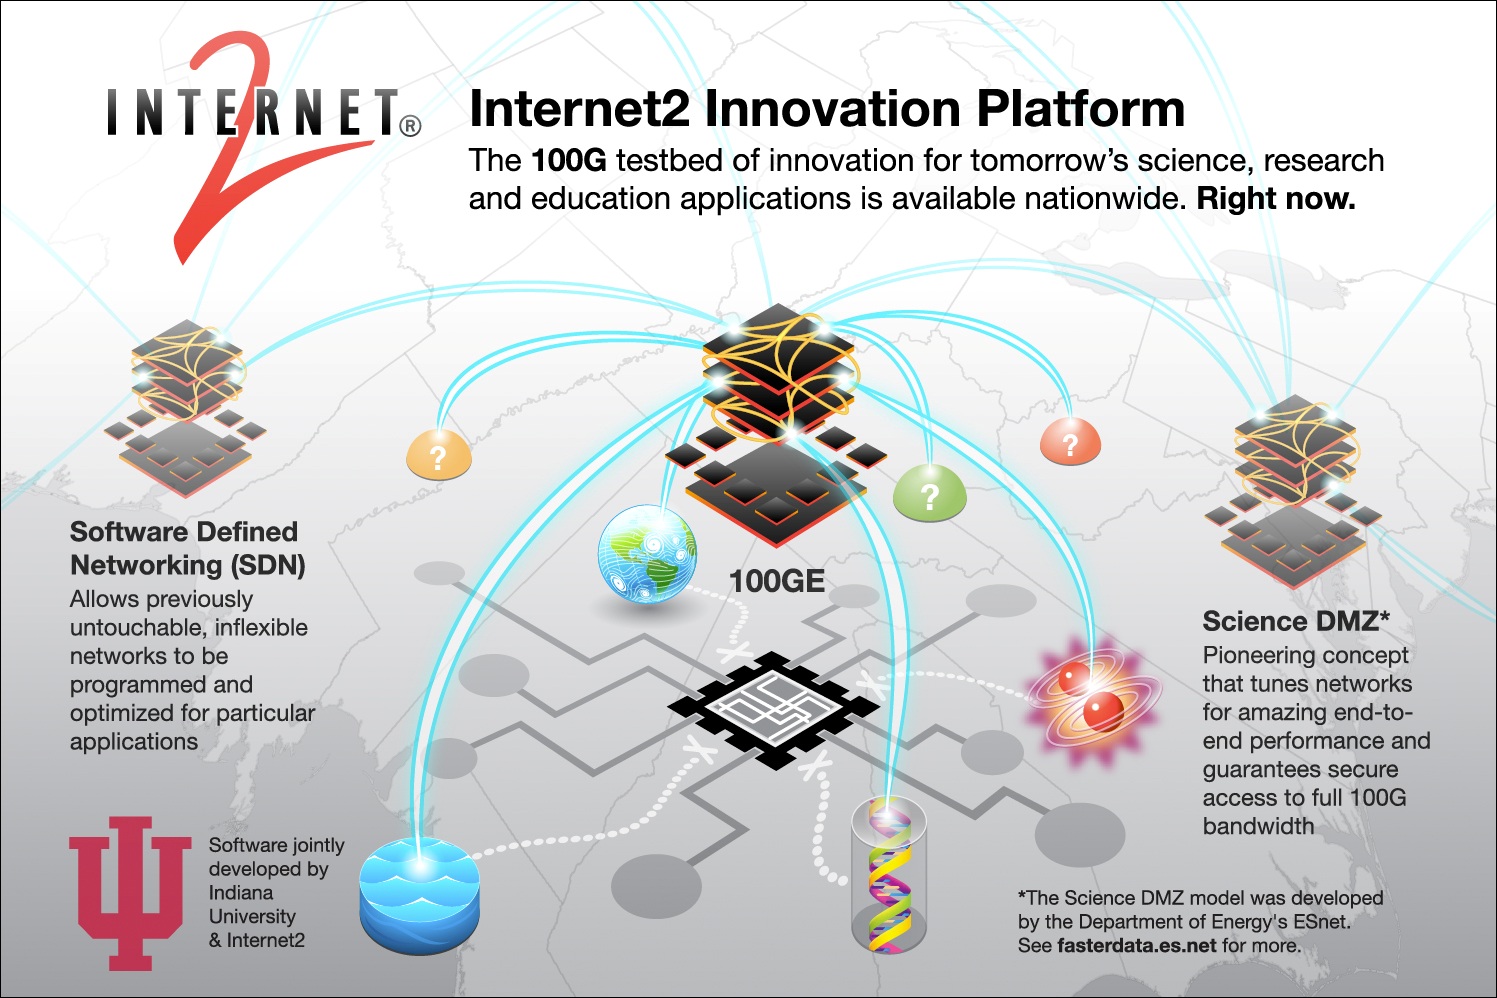 INTERNET®
2
Internet2 Innovation Platform
The 100G testbed of innovation for tomorrow’s science, research
and education applications is available nationwide. Right now.
?
?
?
100GE
Software Defined
Networking (SDN)
Allows previously
untouchable, inflexible
networks to be
programmed and
optimized for particular
applications
Science DMZ*
Pioneering concept
that tunes networks
for amazing end-to-
end performance and
guarantees secure
access to full 100G
bandwidth
Software jointly
developed by
Indiana
University
& Internet2
*The Science DMZ model was developed
by the Department of Energy's ESnet.
See fasterdata.es.net for more.